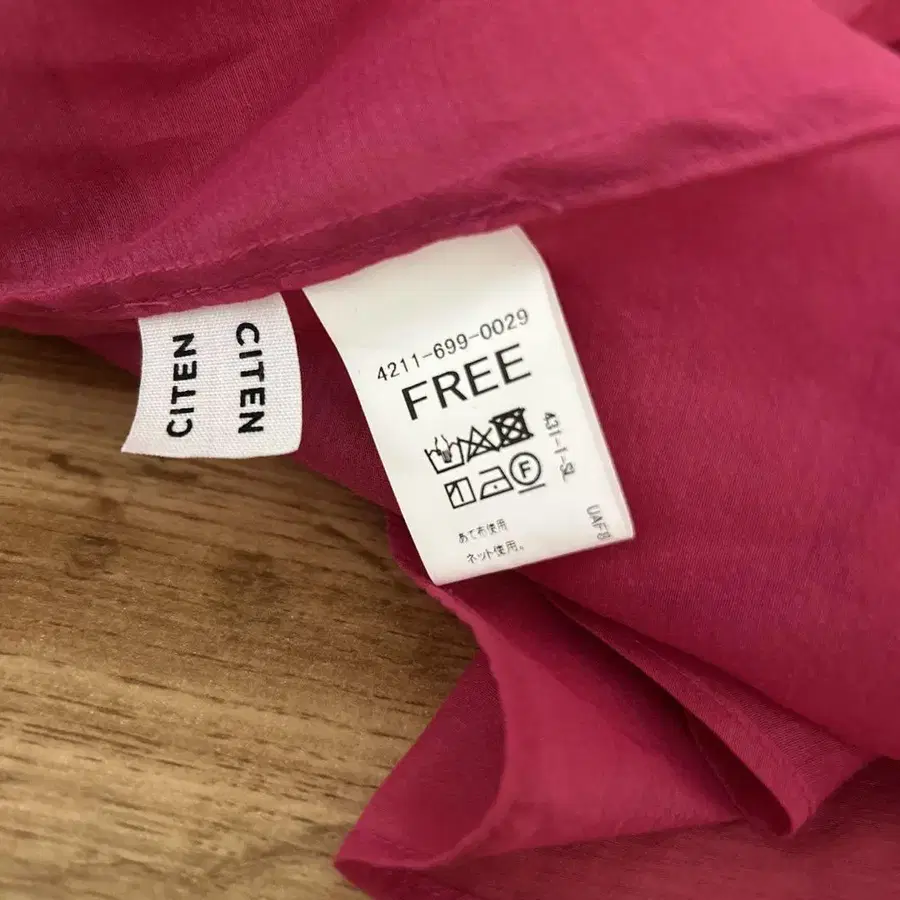 CITEN
CITEN
4211-699-0029
FREE
F
431-1-SL
あて布使用
ネット使用。